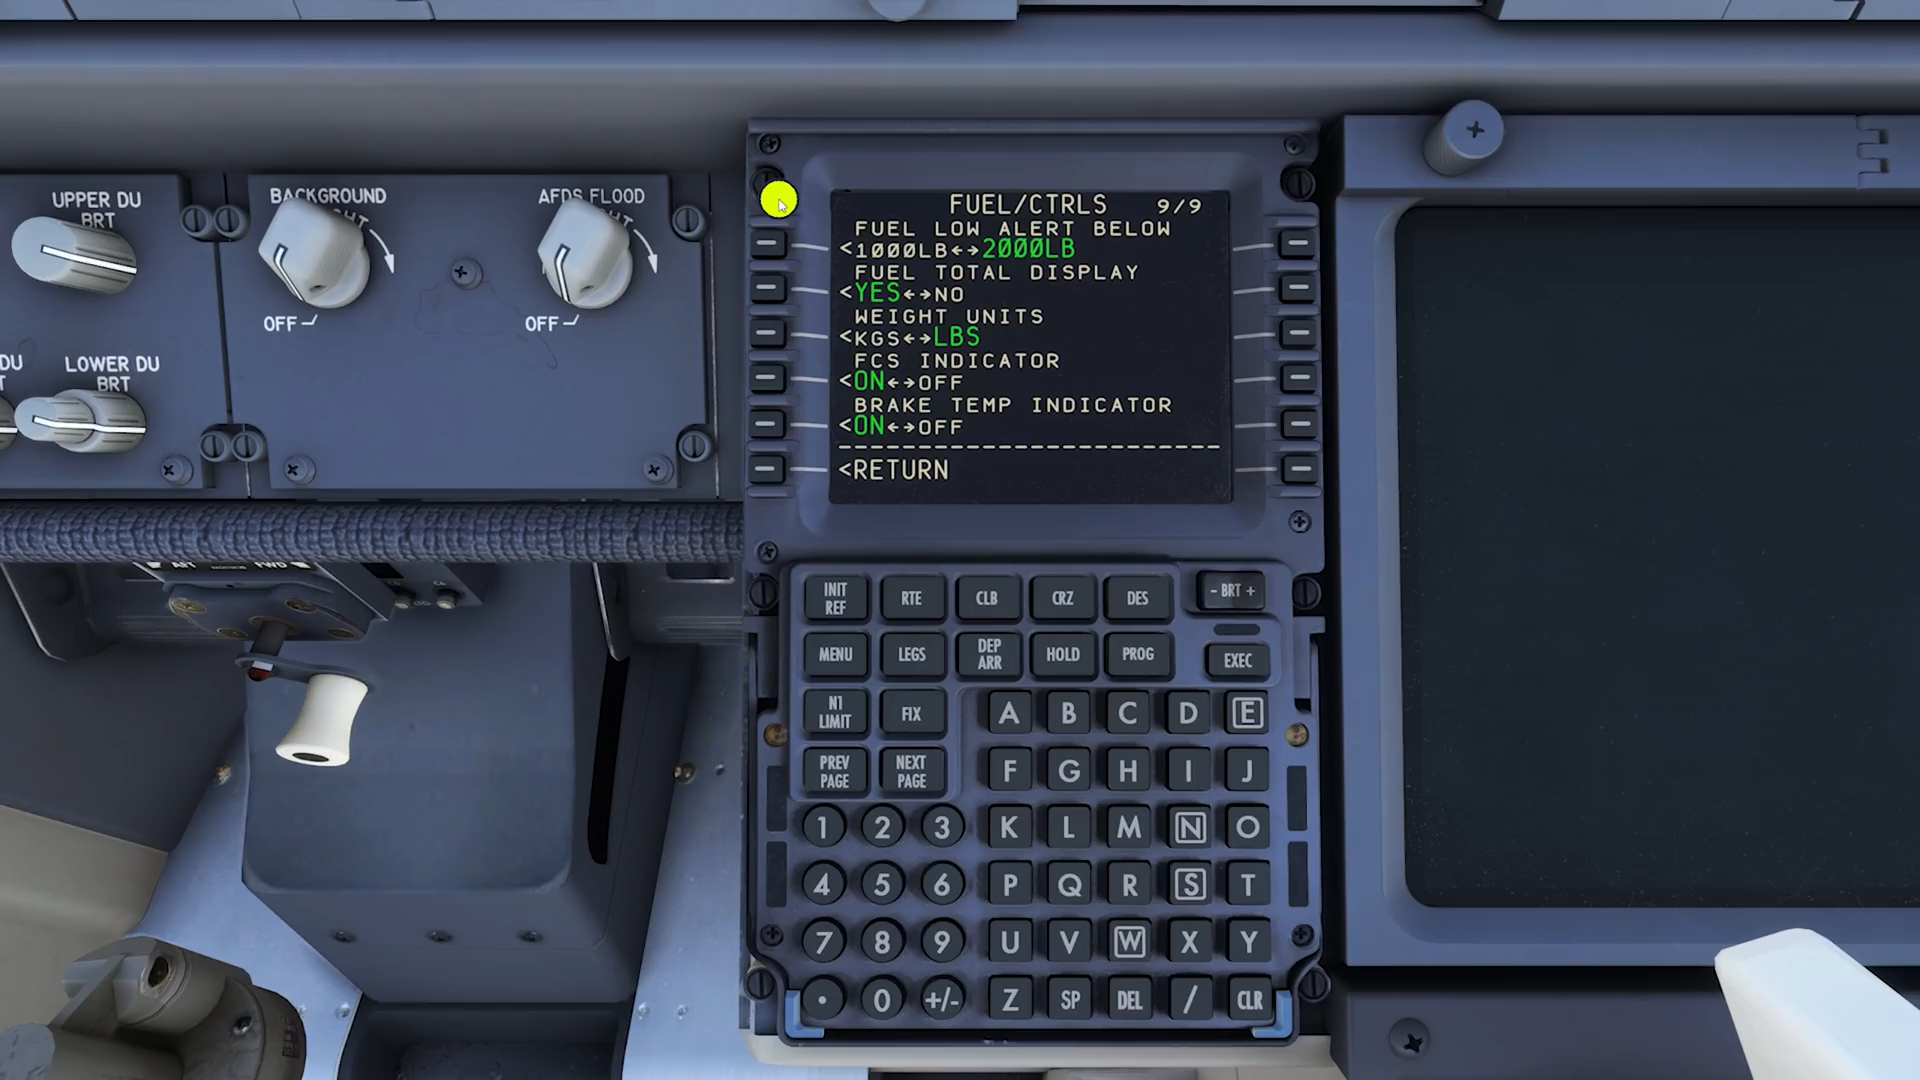 UPPER DU
BRT
BACKGROUND
OFF
AFDS FLOOD
OFF
DU
LOWER DU
BRT
AFT
FWD
FUEL/CTRLS 9/9
FUEL LOW ALERT BELOW
<1000LB←→2000LB
FUEL TOTAL DISPLAY
<YES←→NO
WEIGHT UNITS
<KGS←→LBS
FCS INDICATOR
<ON←→OFF
BRAKE TEMP INDICATOR
<ON←→OFF
------------------------
<RETURN
INIT REF
RTE
CLB
CRZ
DES
- BRT +
MENU
LEGS
DEP ARR
HOLD
PROG
EXEC
N1 LIMIT
FIX
A B C D E
PREV PAGE
NEXT PAGE
F G H I J
1 2 3 K L M N O
4 5 6 P Q R S T
7 8 9 U V W X Y
. 0 +/- Z SP DEL / CLR